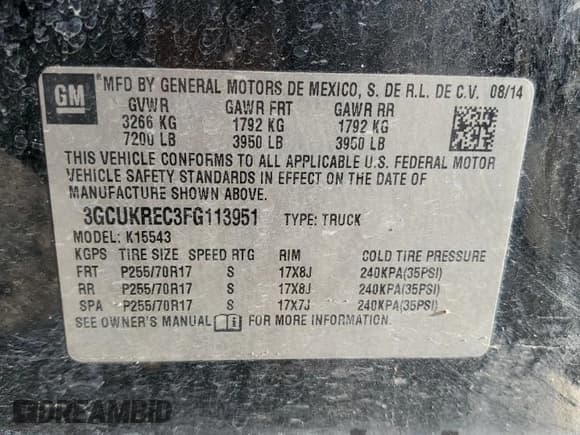 GM
*MFD BY GENERAL MOTORS DE MEXICO, S. DE R.L. DE C.V. 08/14
GVWR GAWR FRT GAWR RR
3266 KG 1792 KG 1792 KG
7200 LB 3950 LB 3950 LB
THIS VEHICLE CONFORMS TO ALL APPLICABLE U.S. FEDERAL MOTOR
VEHICLE SAFETY STANDARDS IN EFFECT ON THE DATE OF
MANUFACTURE SHOWN ABOVE.
3GCUKREC3FG113951 TYPE: TRUCK
MODEL: K15543
KGPS TIRE SIZE SPEED RTG RIM COLD TIRE PRESSURE
FRT P255/70R17 S 17X8J 240KPA(35PSI)
RR P255/70R17 S 17X8J 240KPA(35PSI)
SPA P255/70R17 S 17X7J 240KPA(35PSI)
SEE OWNER'S MANUAL FOR MORE INFORMATION.
DREAMBID